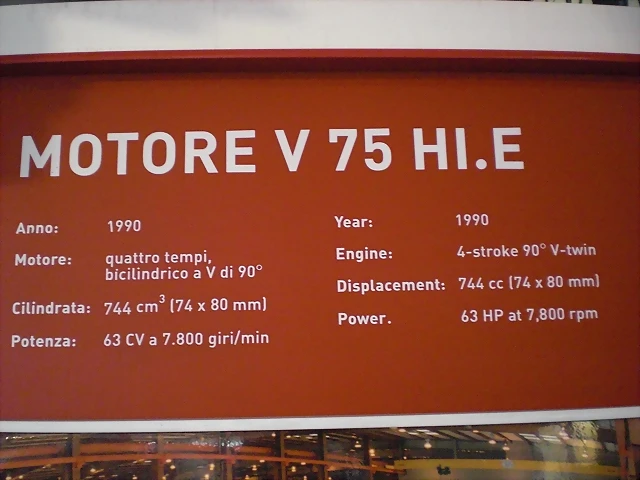 MOTORE V 75 HI.E
Anno: 1990
Motore: quattro tempi,
bicilindrico a V di 90°
Cilindrata: 744 cm³ (74 x 80 mm)
Potenza: 63 CV a 7.800 giri/min
Year: 1990
Engine: 4-stroke 90° V-twin
Displacement: 744 cc (74 x 80 mm)
Power. 63 HP at 7,800 rpm